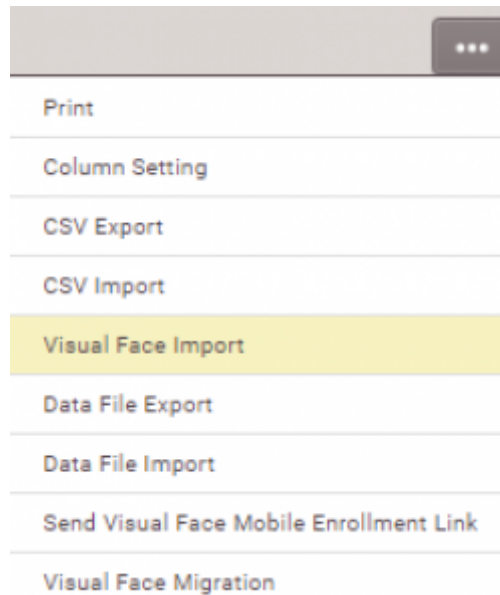 Print
Column Setting
CSV Export
CSV Import
Visual Face Import
Data File Export
Data File Import
Send Visual Face Mobile Enrollment Link
Visual Face Migration